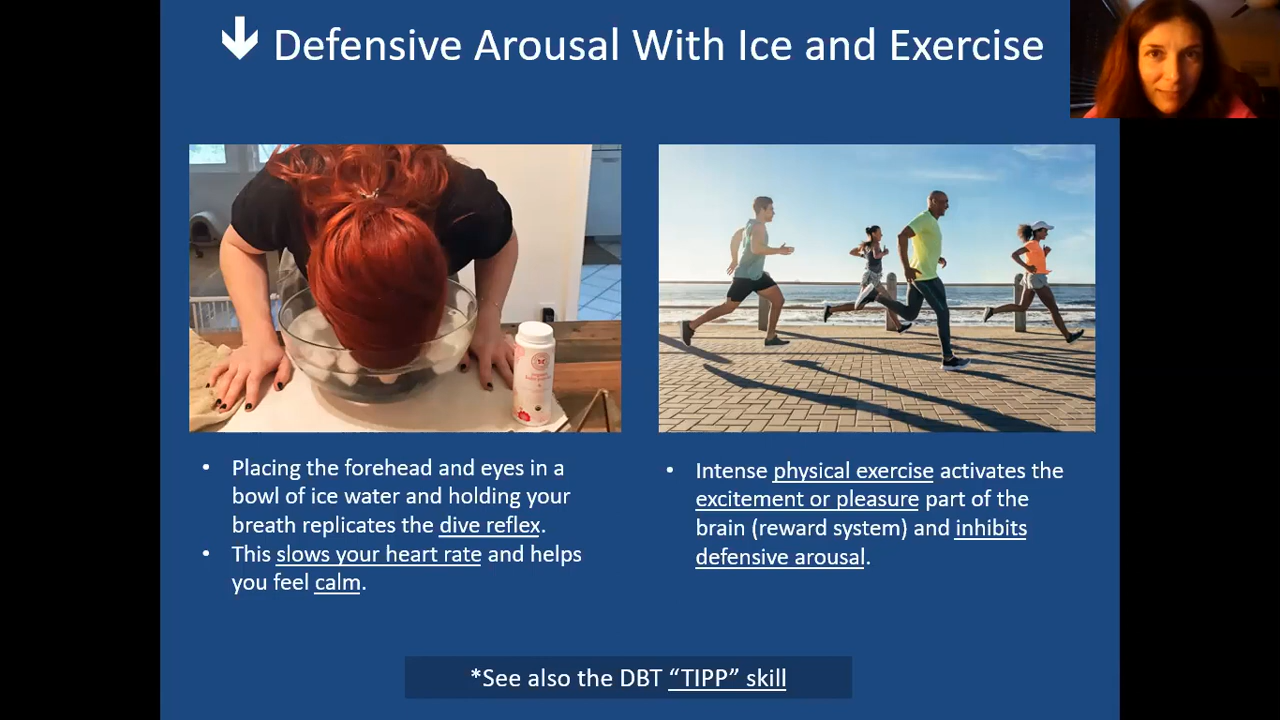 Defensive Arousal With Ice and Exercise
• Placing the forehead and eyes in a
bowl of ice water and holding your
breath replicates the dive reflex.
• This slows your heart rate and helps
you feel calm.
• Intense physical exercise activates the
excitement or pleasure part of the
brain (reward system) and inhibits
defensive arousal.
*See also the DBT “TIPP” skill